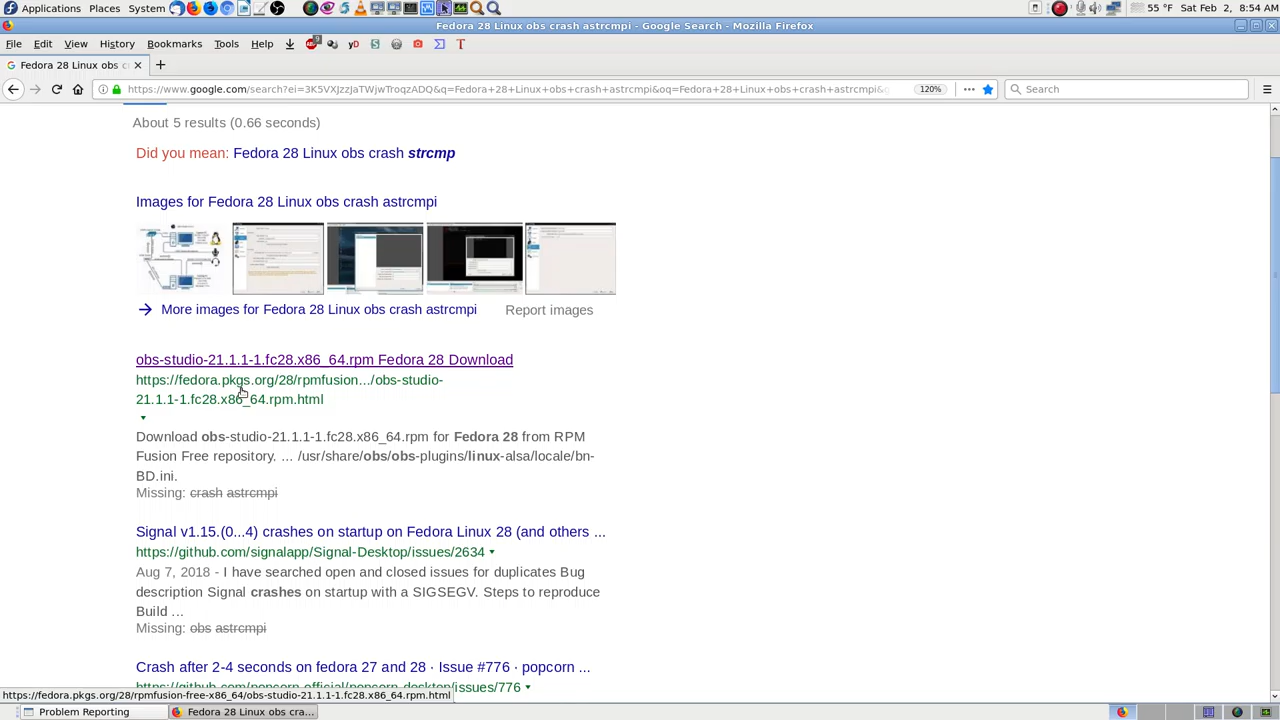 Applications Places System 55 °F Sat Feb 2, 8:54 AM
Fedora 28 Linux obs crash astrcmpi - Google Search - Mozilla Firefox
File Edit View History Bookmarks Tools Help
Fedora 28 Linux obs cr
https://www.google.com/search?ei=3K5VXJzzJaTWjwTroqzADQ&q=Fedora+28+Linux+obs+crash+astrcmpi&oq=Fedora+28+Linux+obs+crash+astrcmpi&g 120% Search
About 5 results (0.66 seconds)
Did you mean: Fedora 28 Linux obs crash strcmp
Images for Fedora 28 Linux obs crash astrcmpi
More images for Fedora 28 Linux obs crash astrcmpi Report images
obs-studio-21.1.1-1.fc28.x86_64.rpm Fedora 28 Download
https://fedora.pkgs.org/28/rpmfusion.../obs-studio-
21.1.1-1.fc28.x86_64.rpm.html
Download obs-studio-21.1.1-1.fc28.x86_64.rpm for Fedora 28 from RPM
Fusion Free repository. ... /usr/share/obs/obs-plugins/linux-alsa/locale/bn-
BD.ini.
Missing: crash astrcmpi
Signal v1.15.(0...4) crashes on startup on Fedora Linux 28 (and others ...
https://github.com/signalapp/Signal-Desktop/issues/2634
Aug 7, 2018 - I have searched open and closed issues for duplicates Bug
description Signal crashes on startup with a SIGSEGV. Steps to reproduce
Build ...
Missing: obs astrcmpi
Crash after 2-4 seconds on fedora 27 and 28 · Issue #776 · popcorn ...
https://github.com/popcorn-official/popcorn-desktop/issues/776
https://fedora.pkgs.org/28/rpmfusion-free-x86_64/obs-studio-21.1.1-1.fc28.x86_64.rpm.html
Problem Reporting Fedora 28 Linux obs cra...